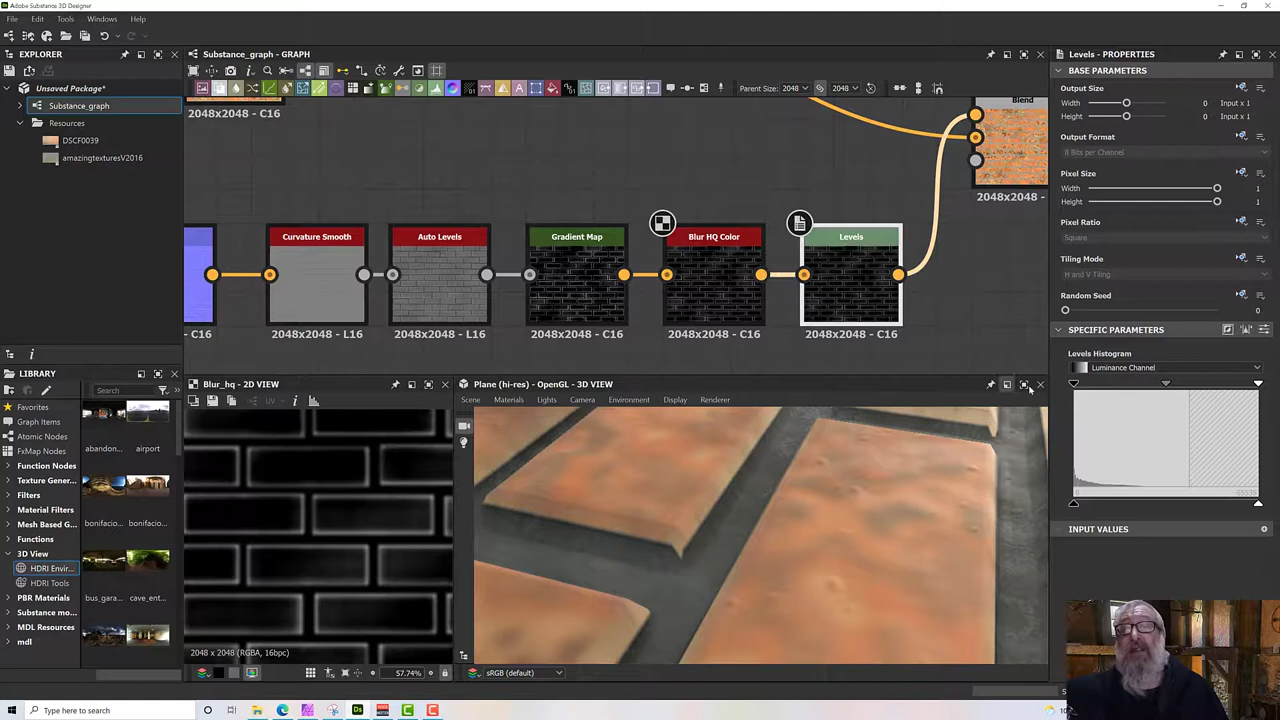 Adobe Substance 3D Designer
File Edit Tools Windows Help
EXPLORER
Unsaved Package*
Substance_graph
Resources
DSCF0039
amazingtexturesV2016
Substance_graph - GRAPH
Parent Size: 2048 2048
2048x2048 - C16
Blend
2048x2048 -
Curvature Smooth
Auto Levels
Gradient Map
Blur HQ Color
Levels
- C16
2048x2048 - L16
2048x2048 - L16
2048x2048 - C16
2048x2048 - C16
2048x2048 - C16
LIBRARY
Search
Favorites
Graph Items
Atomic Nodes
FxMap Nodes
Function Nodes
Texture Gener...
Filters
Material Filters
Mesh Based G...
Functions
3D View
HDRI Envir...
HDRI Tools
PBR Materials
Substance mo...
MDL Resources
mdl
abandon... airport
bonifacio... bonifacio...
bus_gara... cave_ent...
Blur_hq - 2D VIEW
UV
2048 x 2048 (RGBA, 16bpc)
57.74%
Plane (hi-res) - OpenGL - 3D VIEW
Scene Materials Lights Camera Environment Display Renderer
sRGB (default)
Levels - PROPERTIES
BASE PARAMETERS
Output Size
Width 0 Input x 1
Height 0 Input x 1
Output Format
8 Bits per Channel
Pixel Size
Width 1
Height 1
Pixel Ratio
Square
Tiling Mode
H and V Tiling
Random Seed
0
SPECIFIC PARAMETERS
Levels Histogram
Luminance Channel
0 65535
INPUT VALUES
Type here to search